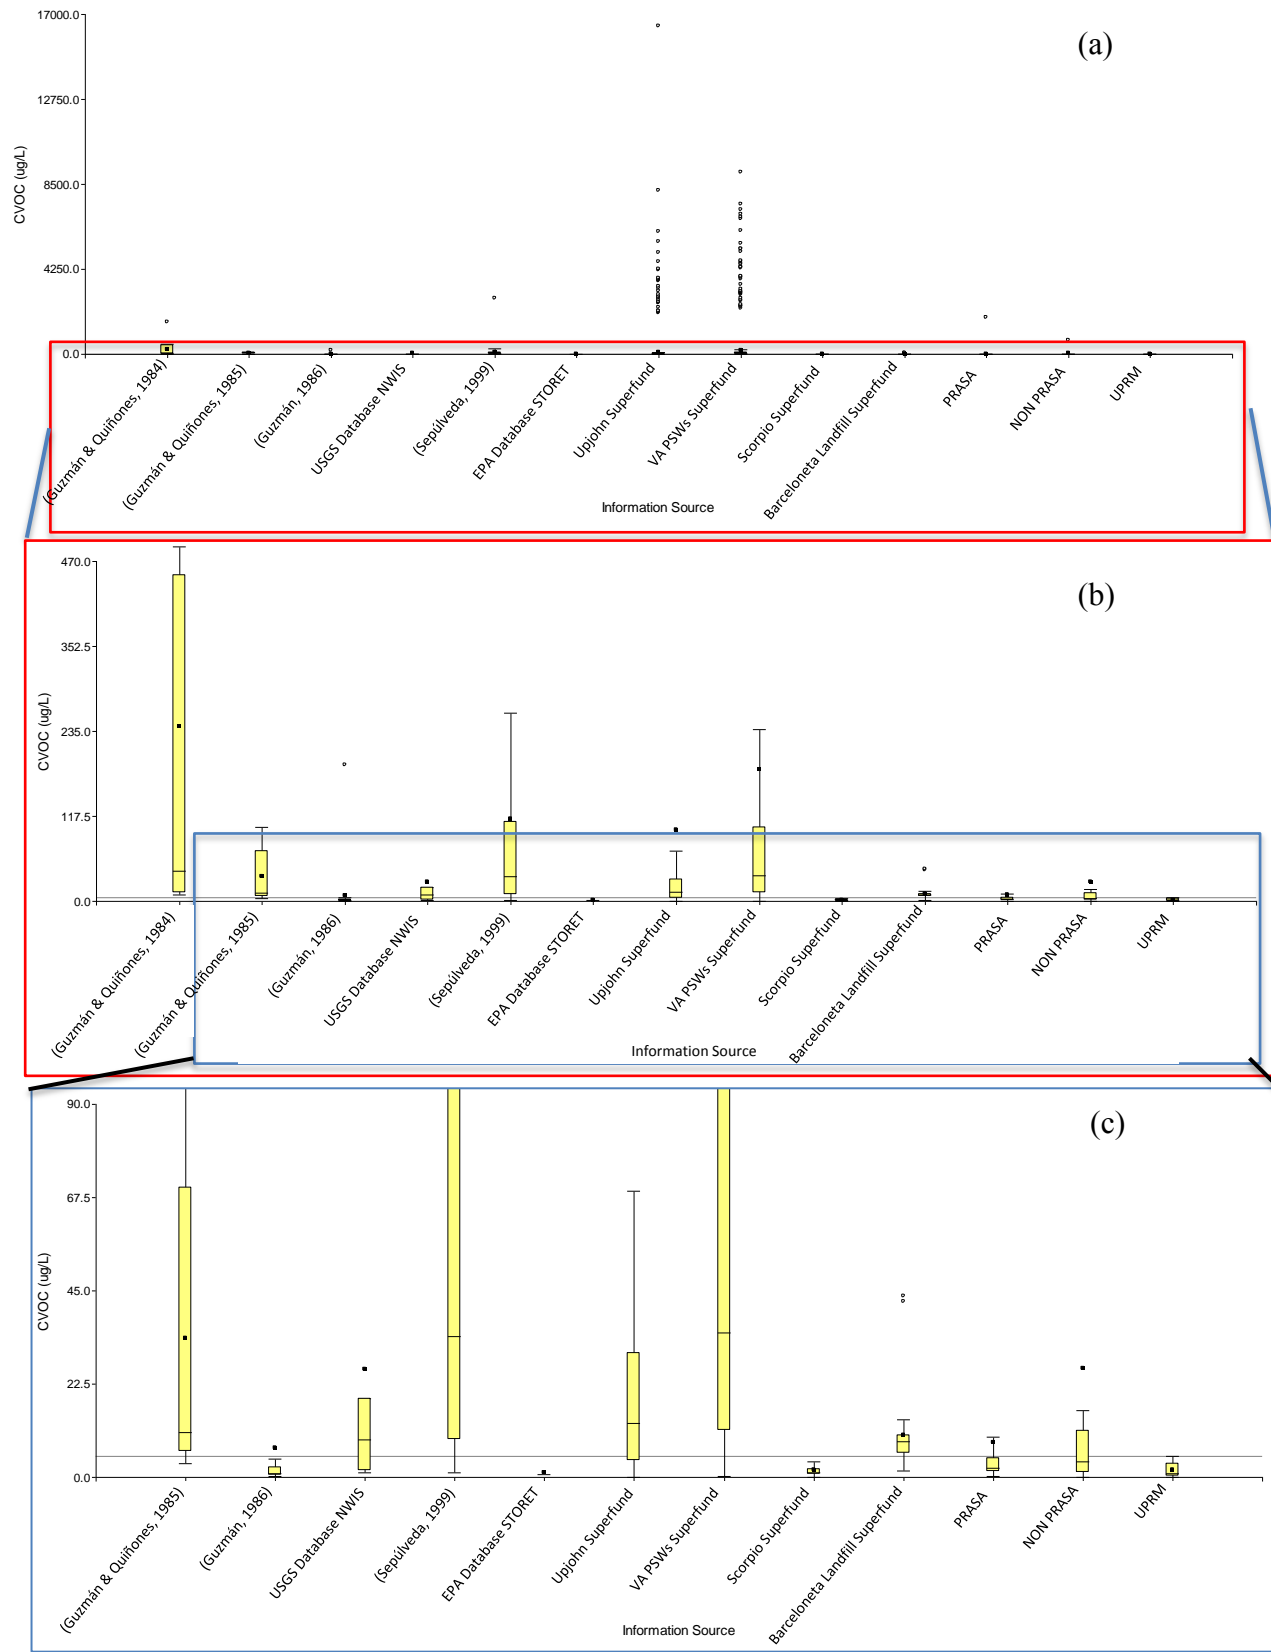 (a)
17000.0
12750.0
8500.0
4250.0
0.0
CVOC (ug/L)
(Guzmán & Quiñones, 1984)
(Guzmán & Quiñones, 1985)
(Guzmán, 1986)
USGS Database NWIS
(Sepúlveda, 1999)
EPA Database STORET
Upjohn Superfund
VA PSWs Superfund
Scorpio Superfund
Barceloneta Landfill Superfund
PRASA
NON PRASA
UPRM
Information Source
(b)
470.0
352.5
235.0
117.5
0.0
CVOC (ug/L)
(Guzmán & Quiñones, 1984)
(Guzmán & Quiñones, 1985)
(Guzmán, 1986)
USGS Database NWIS
(Sepúlveda, 1999)
EPA Database STORET
Upjohn Superfund
VA PSWs Superfund
Scorpio Superfund
Barceloneta Landfill Superfund
PRASA
NON PRASA
UPRM
Information Source
(c)
90.0
67.5
45.0
22.5
0.0
CVOC (ug/L)
(Guzmán & Quiñones, 1985)
(Guzmán, 1986)
USGS Database NWIS
(Sepúlveda, 1999)
EPA Database STORET
Upjohn Superfund
VA PSWs Superfund
Scorpio Superfund
Barceloneta Landfill Superfund
PRASA
NON PRASA
UPRM
Information Source